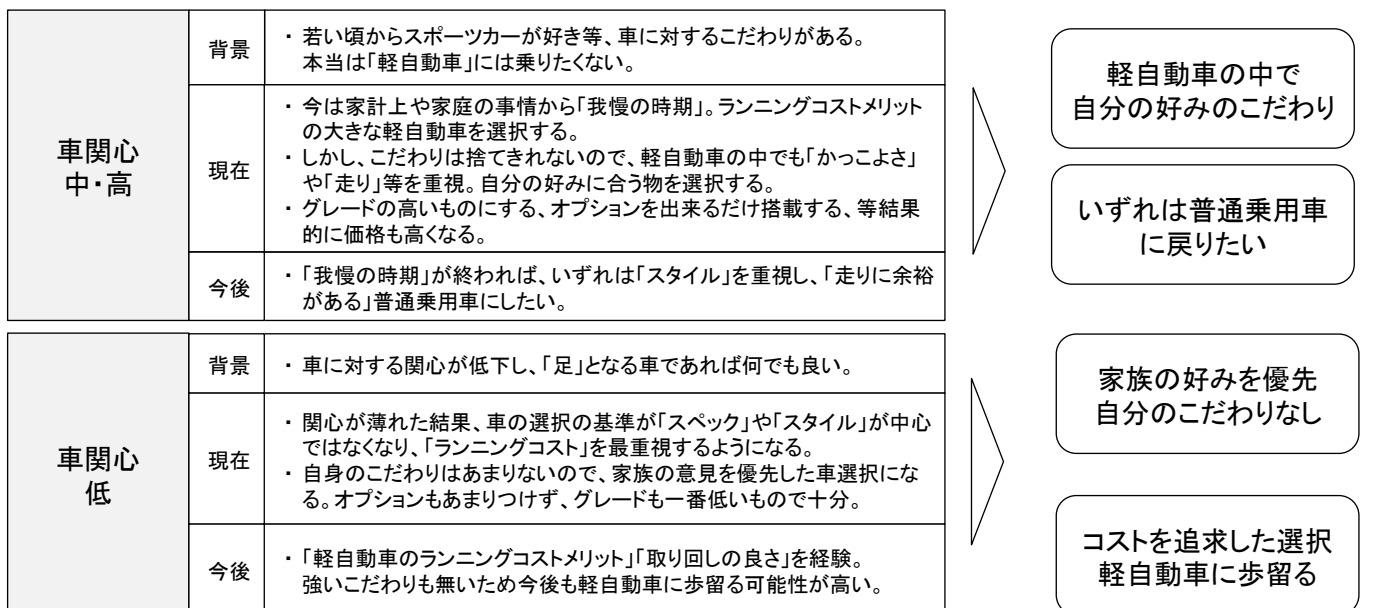 車関心
中・高
背景
・ 若い頃からスポーツカーが好き等、車に対するこだわりがある。
本当は「軽自動車」には乗りたくない。
現在
・ 今は家計上や家庭の事情から「我慢の時期」。ランニングコストメリット
の大きな軽自動車を選択する。
・ しかし、こだわりは捨てきれないので、軽自動車の中でも「かっこよさ」
や「走り」等を重視。自分の好みに合う物を選択する。
・ グレードの高いものにする、オプションを出来るだけ搭載する、等結果
的に価格も高くなる。
今後
・ 「我慢の時期」が終われば、いずれは「スタイル」を重視し、「走りに余裕
がある」普通乗用車にしたい。
軽自動車の中で
自分の好みのこだわり
いずれは普通乗用車
に戻りたい
車関心
低
背景
・ 車に対する関心が低下し、「足」となる車であれば何でも良い。
現在
・ 関心が薄れた結果、車の選択の基準が「スペック」や「スタイル」が中心
ではなくなり、「ランニングコスト」を最重視するようになる。
・ 自身のこだわりはあまりないので、家族の意見を優先した車選択にな
る。オプションもあまりつけず、グレードも一番低いもので十分。
今後
・ 「軽自動車のランニングコストメリット」「取り回しの良さ」を経験。
強いこだわりも無いため今後も軽自動車に歩留る可能性が高い。
家族の好みを優先
自分のこだわりなし
コストを追求した選択
軽自動車に歩留る